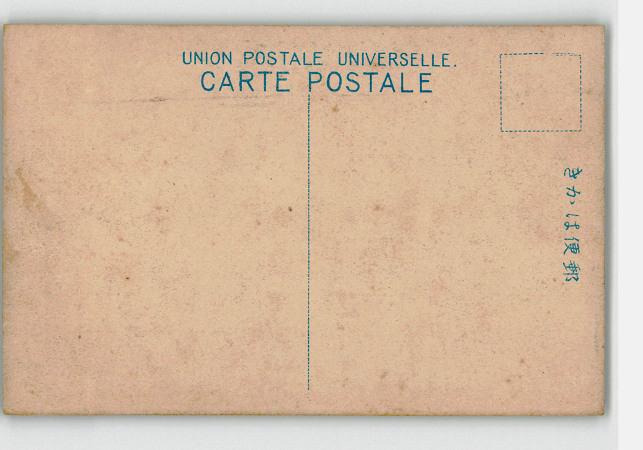 UNION POSTALE UNIVERSELLE.
CARTE POSTALE
きかは便郵